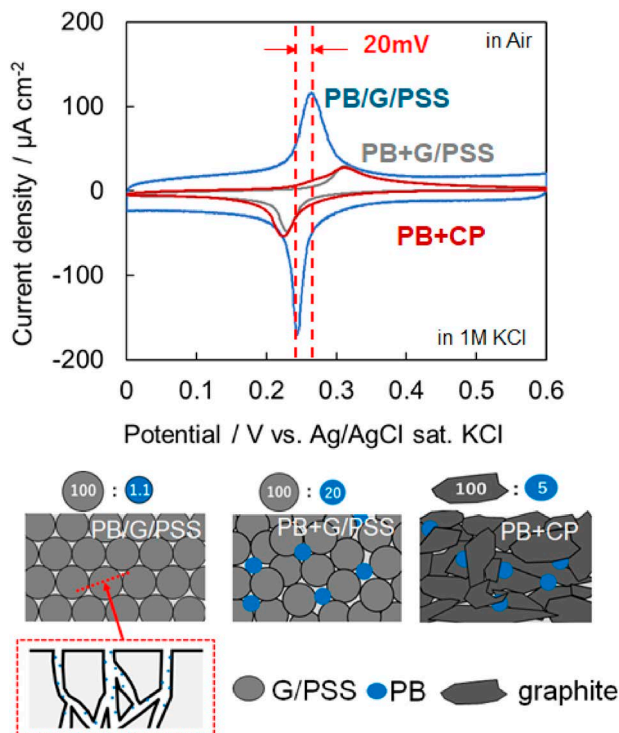 200
20mV
in Air
PB/G/PSS
100
PB+G/PSS
0
PB+CP
-100
in 1M KCl
-200
0 0.1 0.2 0.3 0.4 0.5 0.6
Current density / μA cm-2
Potential / V vs. Ag/AgCl sat. KCl
100 : 1.1
100 : 20
100 : 5
PB/G/PSS
PB+G/PSS
PB+CP
G/PSS PB graphite